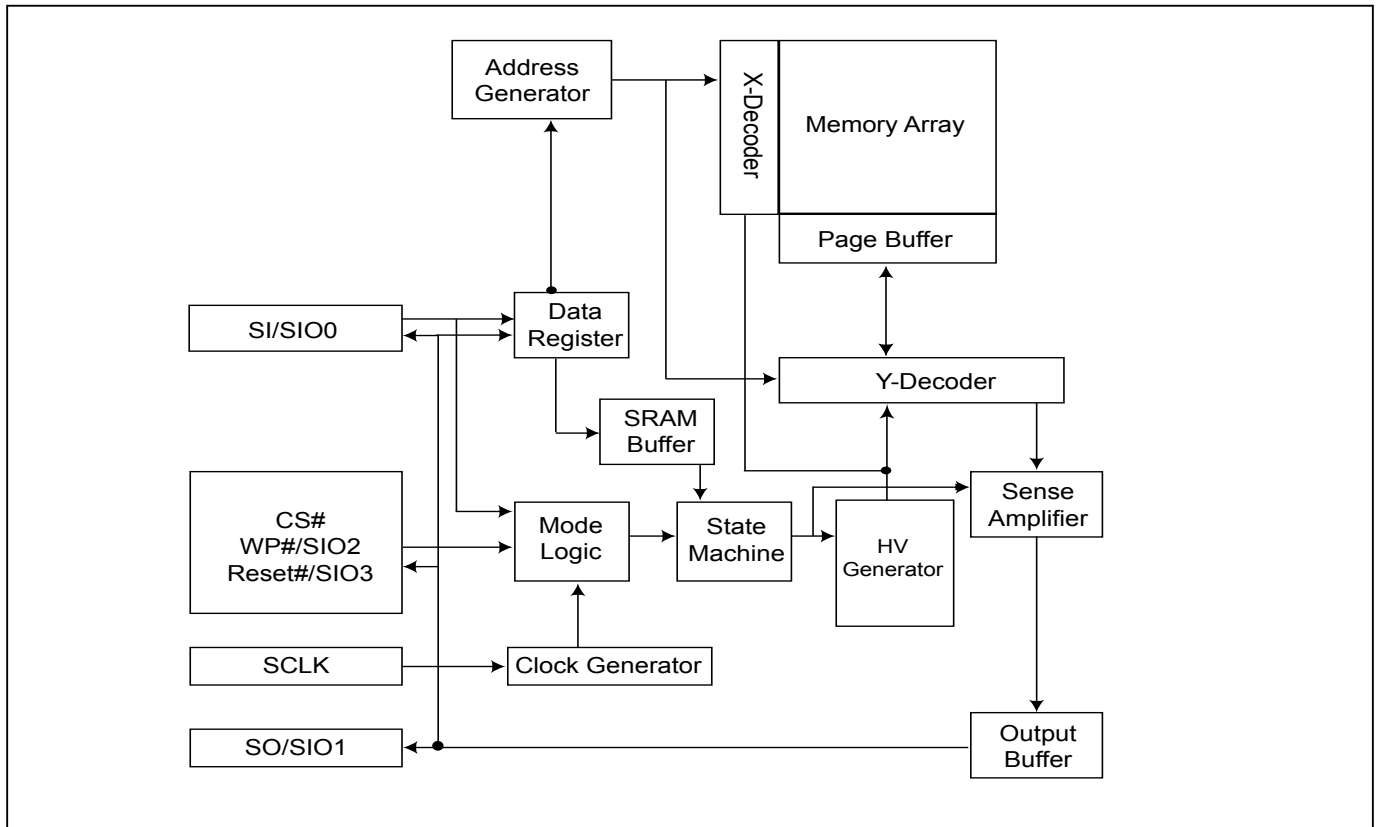 Address
Generator
X-Decoder
Memory Array
Page Buffer
SI/SIO0
Data
Register
Y-Decoder
SRAM
Buffer
CS#
WP#/SIO2
Reset#/SIO3
Mode
Logic
State
Machine
HV
Generator
Sense
Amplifier
SCLK
Clock Generator
SO/SIO1
Output
Buffer